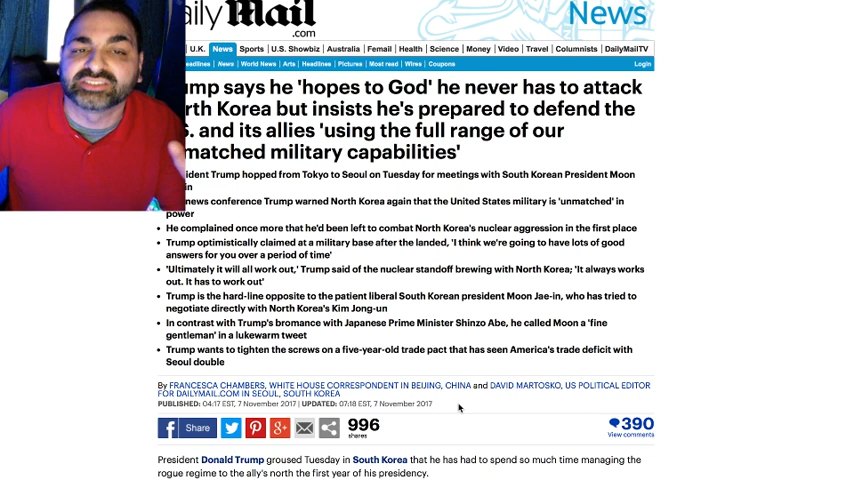 aily Mail
.com
News
U.K. News Sports U.S. Showbiz Australia Femail Health Science Money Video Travel Columnists DailyMailTV
eadlines News World News Arts Headlines Pictures Most read Wires Coupons Login
ump says he 'hopes to God' he never has to attack
rth Korea but insists he's prepared to defend the
S. and its allies 'using the full range of our
matched military capabilities'
ident Trump hopped from Tokyo to Seoul on Tuesday for meetings with South Korean President Moon
in
news conference Trump warned North Korea again that the United States military is 'unmatched' in
power
• He complained once more that he'd been left to combat North Korea's nuclear aggression in the first place
• Trump optimistically claimed at a military base after the landed, 'I think we're going to have lots of good
answers for you over a period of time'
• 'Ultimately it will all work out,' Trump said of the nuclear standoff brewing with North Korea; 'It always works
out. It has to work out'
• Trump is the hard-line opposite to the patient liberal South Korean president Moon Jae-in, who has tried to
negotiate directly with North Korea's Kim Jong-un
• In contrast with Trump's bromance with Japanese Prime Minister Shinzo Abe, he called Moon a 'fine
gentleman' in a lukewarm tweet
• Trump wants to tighten the screws on a five-year-old trade pact that has seen America's trade deficit with
Seoul double
By FRANCESCA CHAMBERS, WHITE HOUSE CORRESPONDENT IN BEIJING, CHINA and DAVID MARTOSKO, US POLITICAL EDITOR
FOR DAILYMAIL.COM IN SEOUL, SOUTH KOREA
PUBLISHED: 04:17 EST, 7 November 2017 | UPDATED: 07:18 EST, 7 November 2017
f Share 996 390
shares View comments
President Donald Trump groused Tuesday in South Korea that he has had to spend so much time managing the
rogue regime to the ally's north the first year of his presidency.